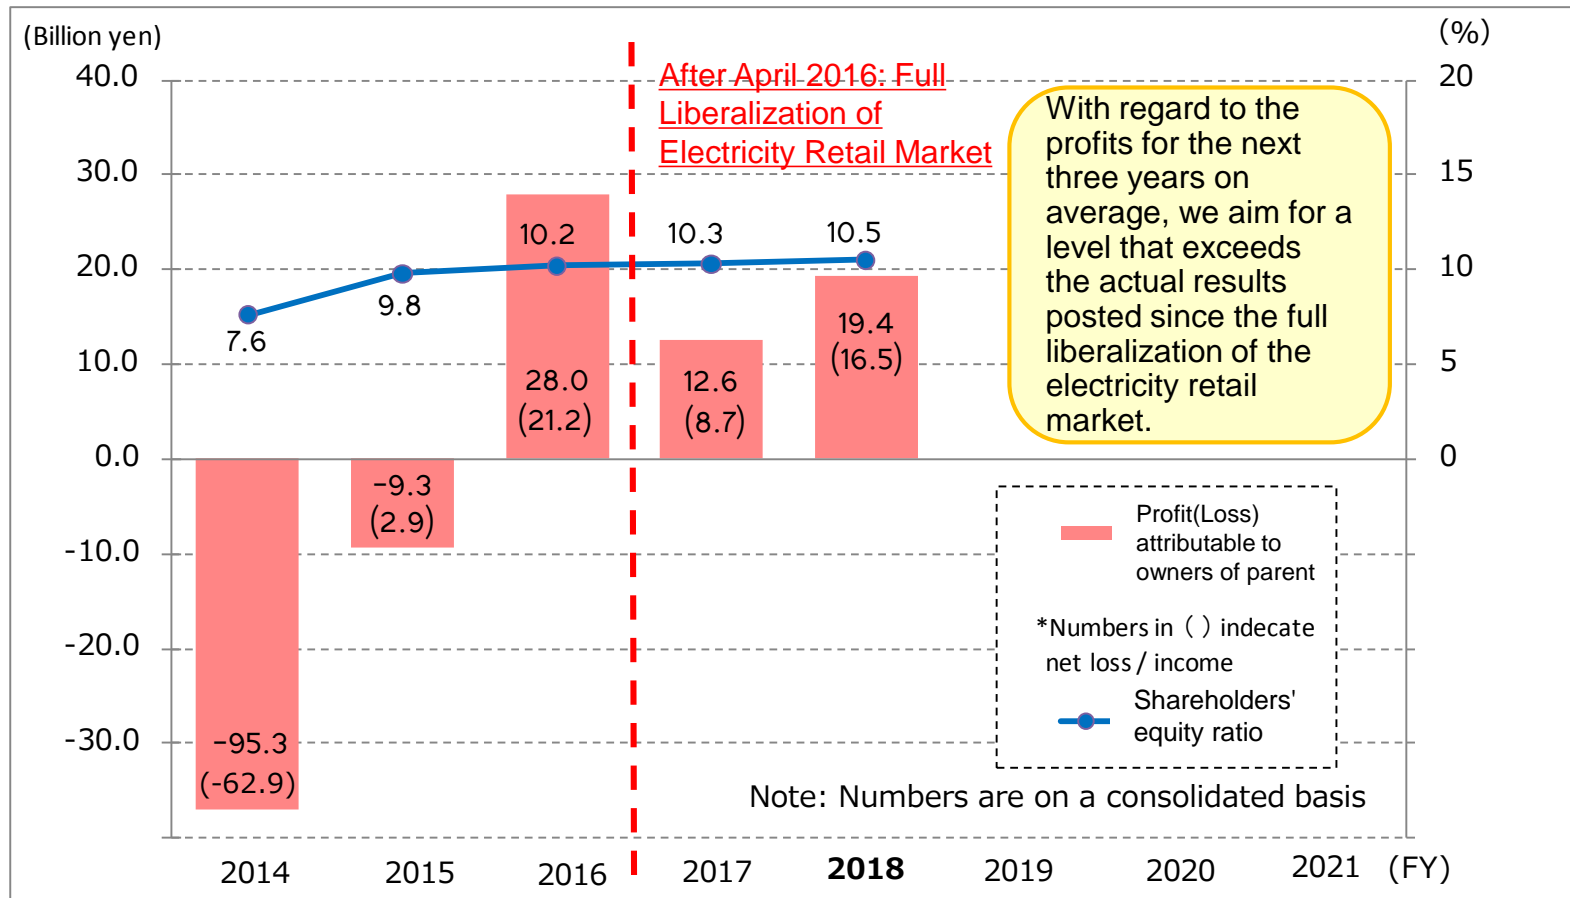 (Billion yen)
(%)
40.0
30.0
20.0
10.0
0.0
-10.0
-20.0
-30.0
20
15
10
5
0
After April 2016: Full
Liberalization of
Electricity Retail Market
With regard to the
profits for the next
three years on
average, we aim for a
level that exceeds
the actual results
posted since the full
liberalization of the
electricity retail
market.
7.6
9.8
10.2
10.3
10.5
-95.3
(-62.9)
-9.3
(2.9)
28.0
(21.2)
12.6
(8.7)
19.4
(16.5)
Profit(Loss)
attributable to
owners of parent
*Numbers in ( ) indecate
net loss / income
Shareholders'
equity ratio
Note: Numbers are on a consolidated basis
2014 2015 2016 2017 2018 2019 2020 2021 (FY)